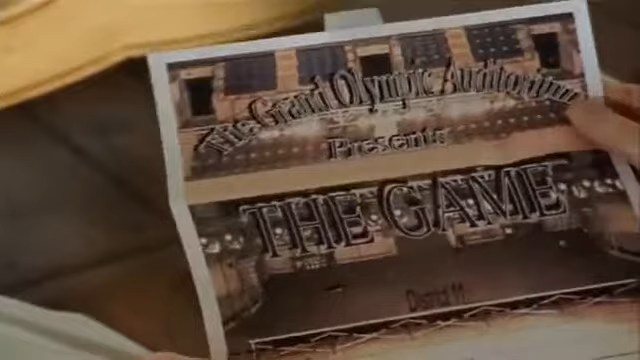 The Grand Olympic Auditorium
Presents
THE GAME
District 11